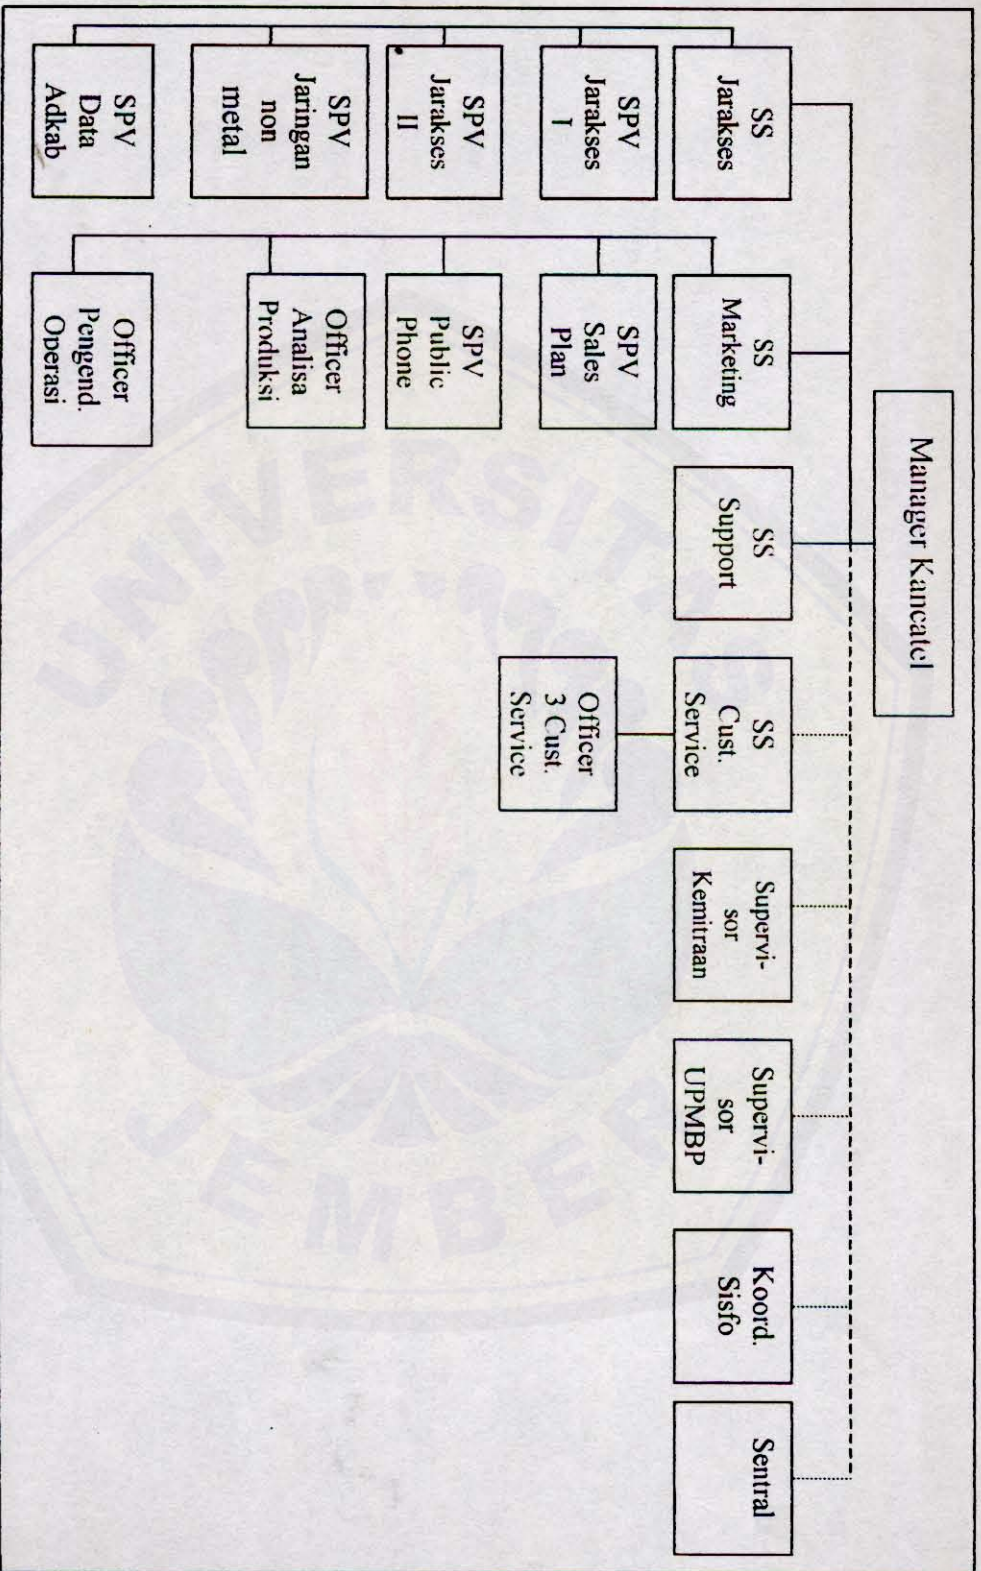 Manager Kancatel
SS
Jarakses
SPV
Jarakses
I
SPV
Jarakses
II
SPV
Jaringan
non
metal
SPV
Data
Adkab
SS
Marketing
SPV
Sales
Plan
SPV
Public
Phone
Officer
Analisa
Produksi
Officer
Pengend.
Operasi
SS
Support
SS
Cust.
Service
Officer
3 Cust.
Service
Supervi-
sor
Kemitraan
Supervi-
sor
UPMBP
Koord.
Sisfo
Sentral
UNIVERSITAS
JEMBER